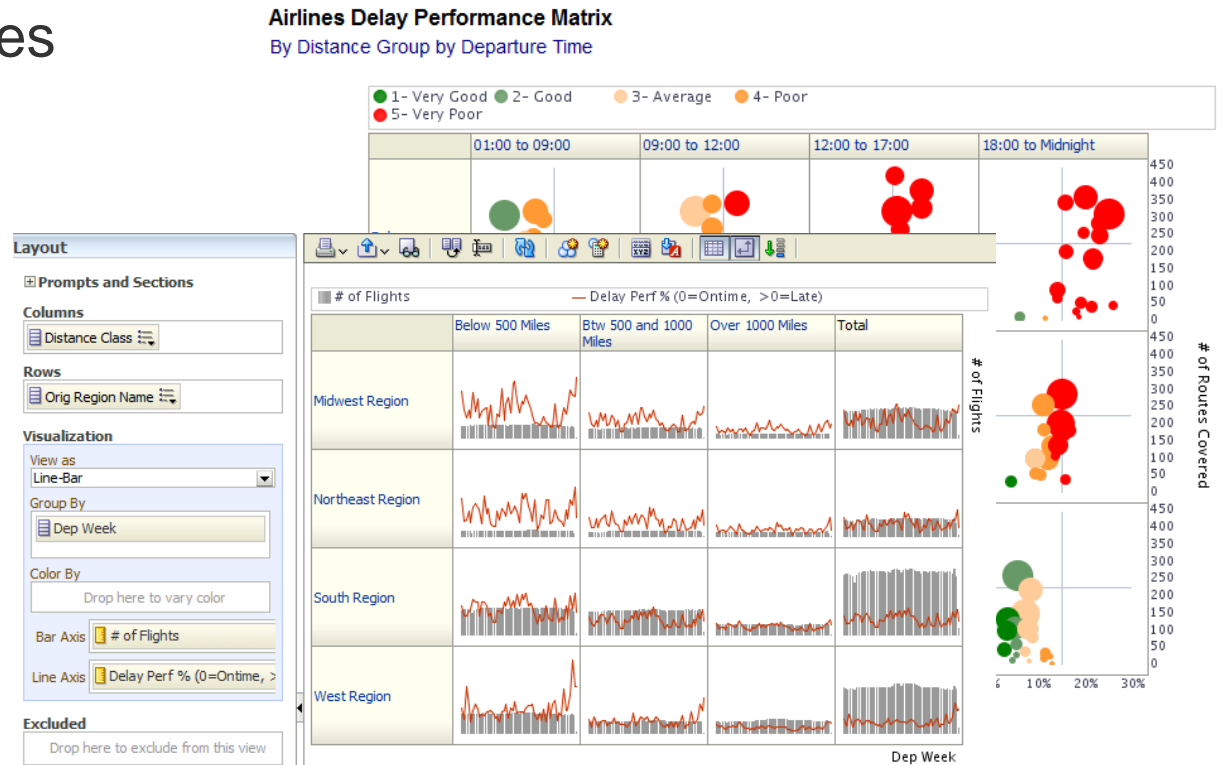 es
Airlines Delay Performance Matrix
By Distance Group by Departure Time
1- Very Good 2- Good 3- Average 4- Poor
5- Very Poor
01:00 to 09:00 09:00 to 12:00 12:00 to 17:00 18:00 to Midnight
450
400
350
300
250
200
150
100
50
0
450
400
350
300
250
200
150
100
50
0
450
400
350
300
250
200
150
100
50
0
# of Routes Covered
10% 20% 30%
Layout
Prompts and Sections
Columns
Distance Class
Rows
Orig Region Name
Visualization
View as
Line-Bar
Group By
Dep Week
Color By
Drop here to vary color
Bar Axis # of Flights
Line Axis Delay Perf % (0=Ontime, >
Excluded
Drop here to exclude from this view
# of Flights Delay Perf % (0=Ontime, >0=Late)
Below 500 Miles Btw 500 and 1000 Over 1000 Miles Total
Miles
Midwest Region
Northeast Region
South Region
West Region
# of Flights
Dep Week